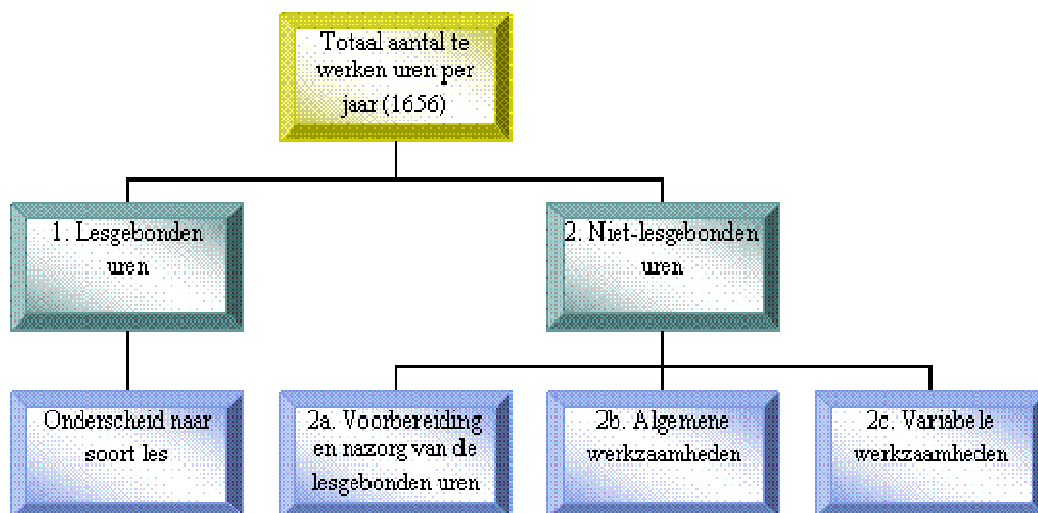 Totaal aantal te
werken uren per
jaar (1656)
1. Lesgebonden
uren
2. Niet-lesgebonden
uren
Onderscheid naar
soort les
2a. Voorbereiding
en nazorg van de
lesgebonden uren
2b. Algemene
werkzaamheden
2c. Variabele
werkzaamheden